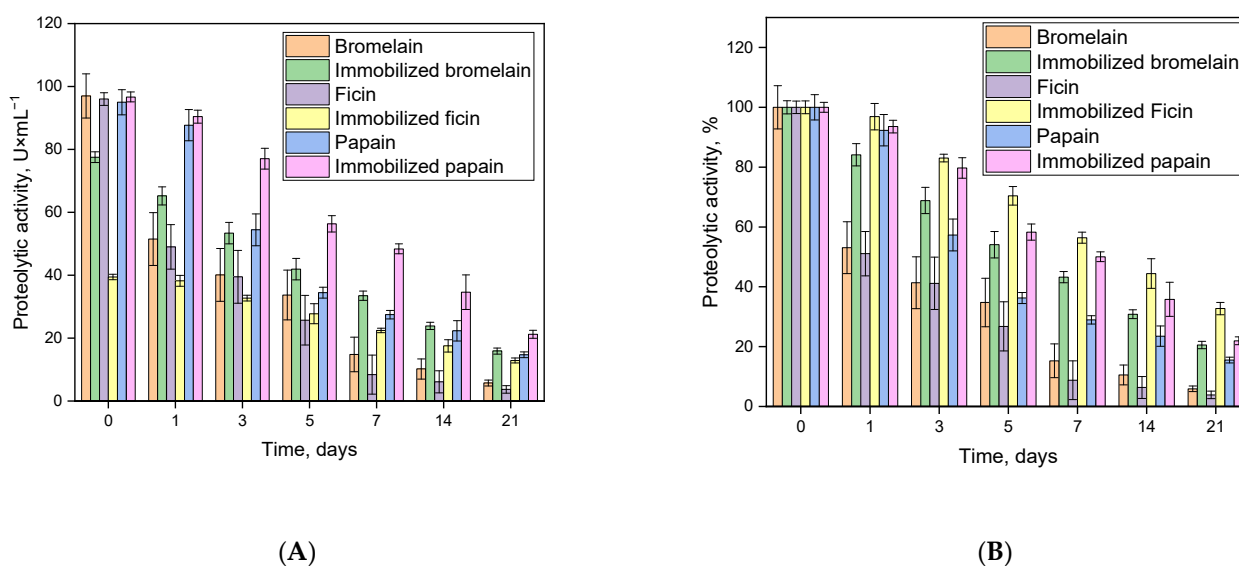 120
100
80
60
40
20
0
Proteolytic activity, U×mL⁻¹
Bromelain
Immobilized bromelain
Ficin
Immobilized ficin
Papain
Immobilized papain
0 1 3 5 7 14 21
Time, days
(A)
120
100
80
60
40
20
0
Proteolytic activity, %
Bromelain
Immobilized bromelain
Ficin
Immobilized Ficin
Papain
Immobilized papain
0 1 3 5 7 14 21
Time, days
(B)